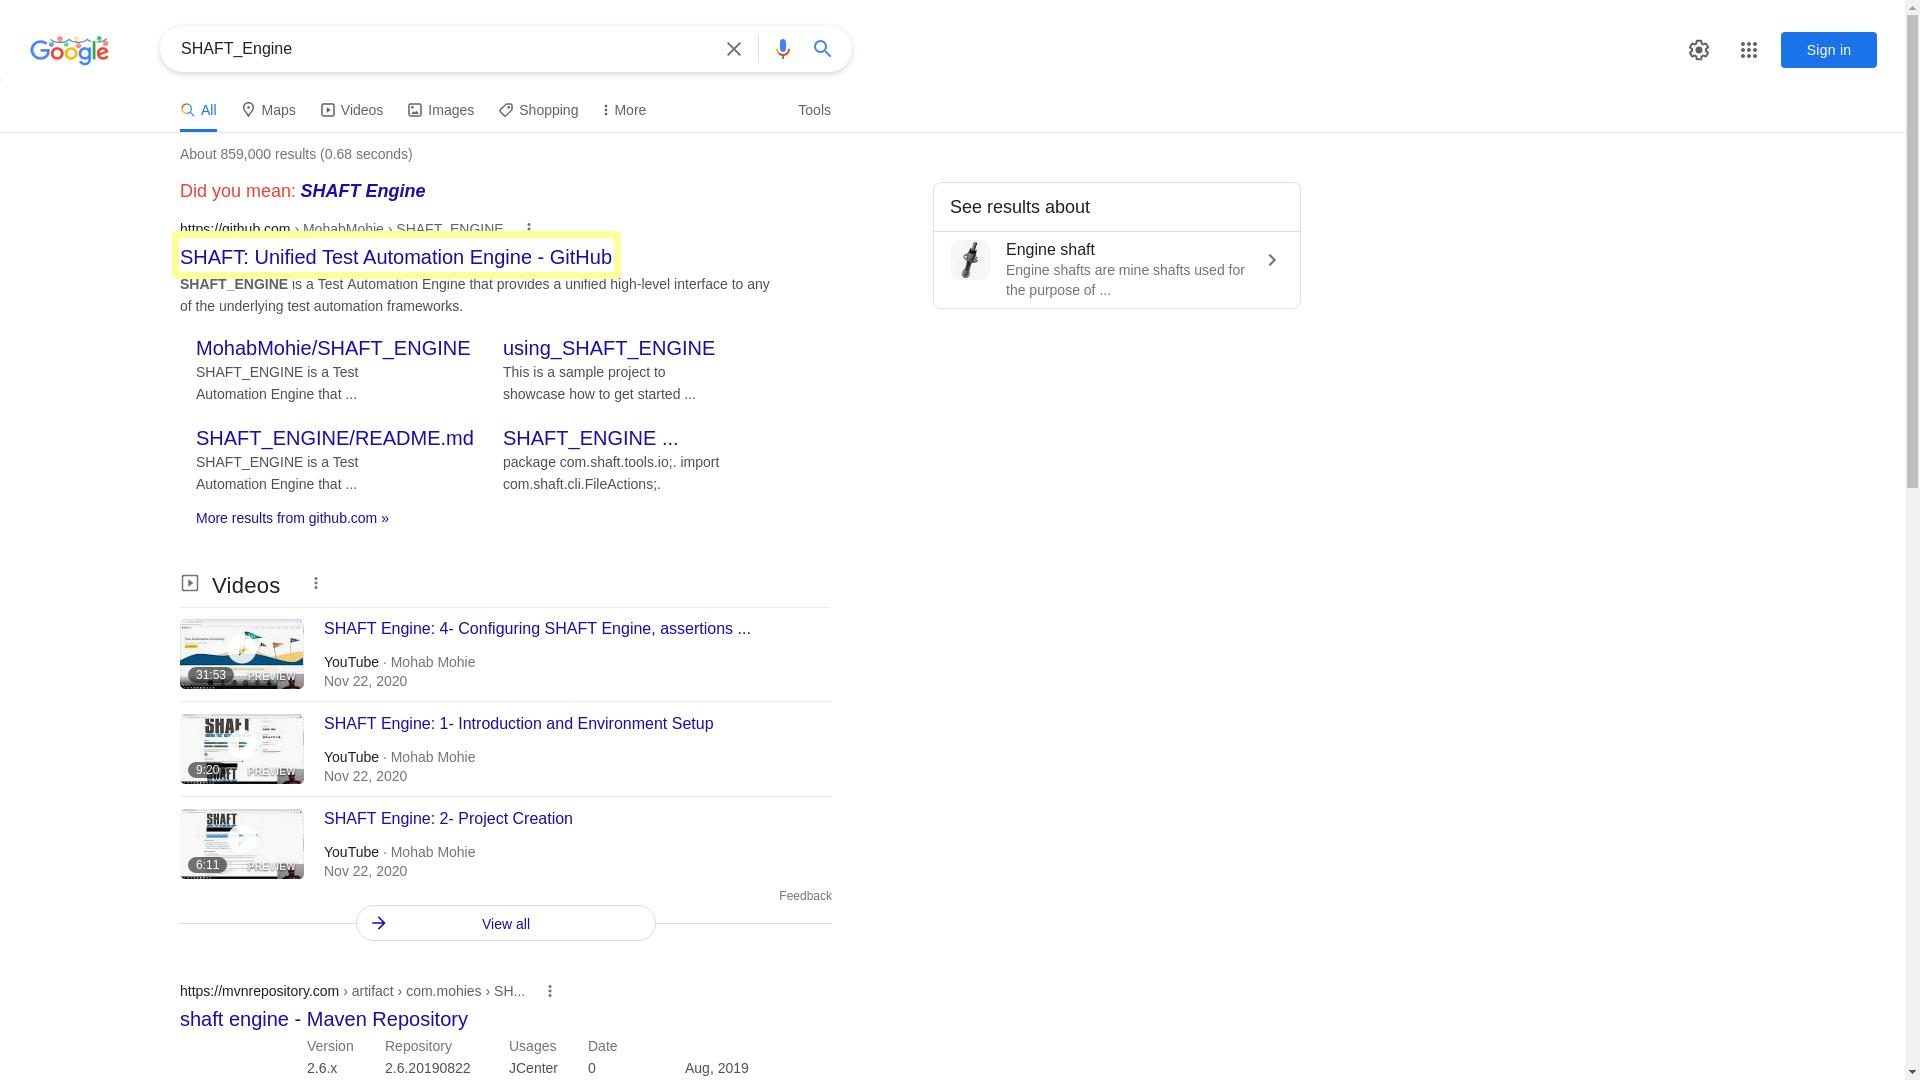 Google
SHAFT_Engine
Sign in
All
Maps
Videos
Images
Shopping
More
Tools
About 859,000 results (0.68 seconds)
Did you mean: SHAFT Engine
https://github.com › MohabMohie › SHAFT_ENGINE
SHAFT: Unified Test Automation Engine - GitHub
SHAFT_ENGINE is a Test Automation Engine that provides a unified high-level interface to any
of the underlying test automation frameworks.
MohabMohie/SHAFT_ENGINE
SHAFT_ENGINE is a Test
Automation Engine that ...
using_SHAFT_ENGINE
This is a sample project to
showcase how to get started ...
SHAFT_ENGINE/README.md
SHAFT_ENGINE is a Test
Automation Engine that ...
SHAFT_ENGINE ...
package com.shaft.tools.io;. import
com.shaft.cli.FileActions;.
More results from github.com »
See results about
Engine shaft
Engine shafts are mine shafts used for
the purpose of ...
Videos
31:53
PREVIEW
SHAFT Engine: 4- Configuring SHAFT Engine, assertions ...
YouTube · Mohab Mohie
Nov 22, 2020
SHAFT
9:20
PREVIEW
SHAFT Engine: 1- Introduction and Environment Setup
YouTube · Mohab Mohie
Nov 22, 2020
SHAFT
6:11
PREVIEW
SHAFT Engine: 2- Project Creation
YouTube · Mohab Mohie
Nov 22, 2020
Feedback
View all
https://mvnrepository.com › artifact › com.mohies › SH...
shaft engine - Maven Repository
Version Repository Usages Date
2.6.x 2.6.20190822 JCenter 0 Aug, 2019